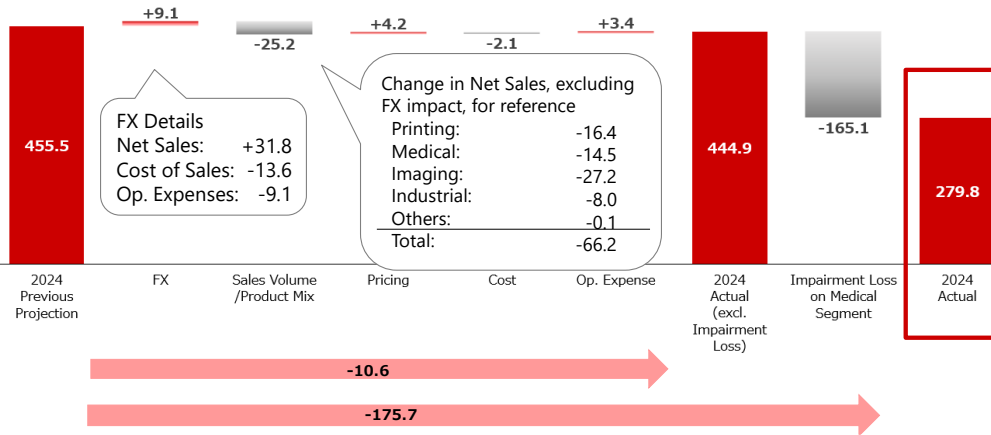 +9.1
-25.2
+4.2
-2.1
+3.4
455.5
FX Details
Net Sales: +31.8
Cost of Sales: -13.6
Op. Expenses: -9.1
Change in Net Sales, excluding
FX impact, for reference
Printing: -16.4
Medical: -14.5
Imaging: -27.2
Industrial: -8.0
Others: -0.1
Total: -66.2
444.9
-165.1
279.8
2024
Previous
Projection
FX
Sales Volume
/Product Mix
Pricing
Cost
Op. Expense
2024
Actual
(excl.
Impairment
Loss)
Impairment Loss
on Medical
Segment
2024
Actual
-10.6
-175.7